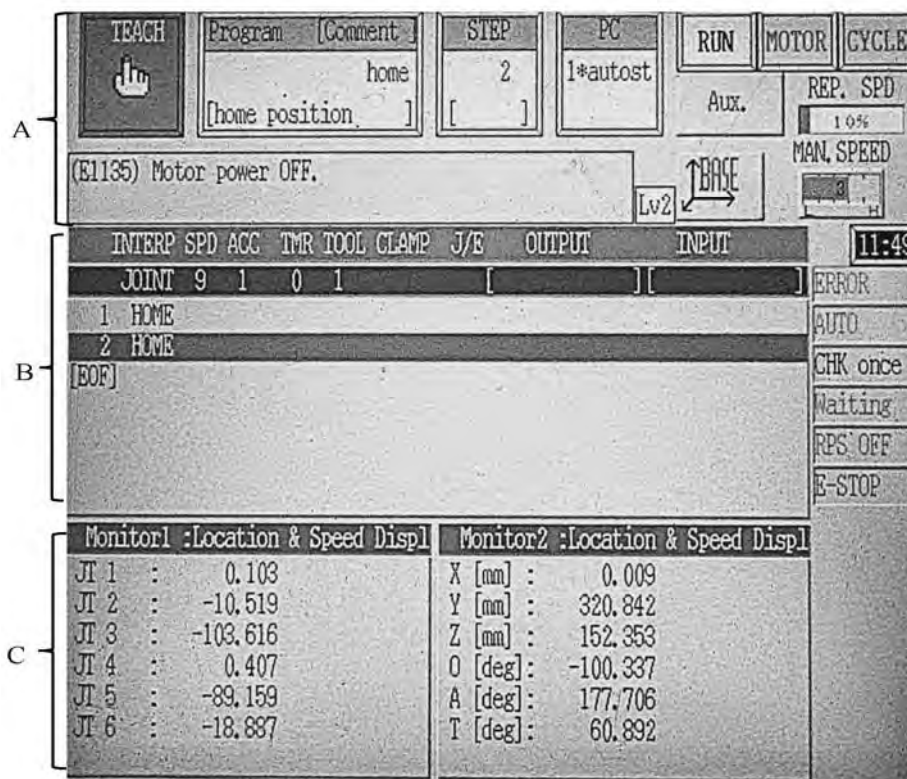 A
TEACH
Program [Comment ]
home
[home position ]
STEP
2
[ ]
PC
1*autost
RUN
MOTOR
CYCLE
Aux.
REP. SPD
10%
(E1135) Motor power OFF.
Lv2
BASE
MAN.SPEED
3
H
B
INTERP SPD ACC TMR TOOL CLAMP J/E OUTPUT INPUT
JOINT 9 1 0 1 [ ][ ]
1 HOME
2 HOME
[EOF]
11:49
ERROR
AUTO
CHK once
Waiting
RPS OFF
E-STOP
C
Monitor1 :Location & Speed Displ
JT 1 : 0.103
JT 2 : -10.519
JT 3 : -103.616
JT 4 : 0.407
JT 5 : -89.159
JT 6 : -18.887
Monitor2 :Location & Speed Displ
X [mm] : 0.009
Y [mm] : 320.842
Z [mm] : 152.353
O [deg]: -100.337
A [deg]: 177.706
T [deg]: 60.892